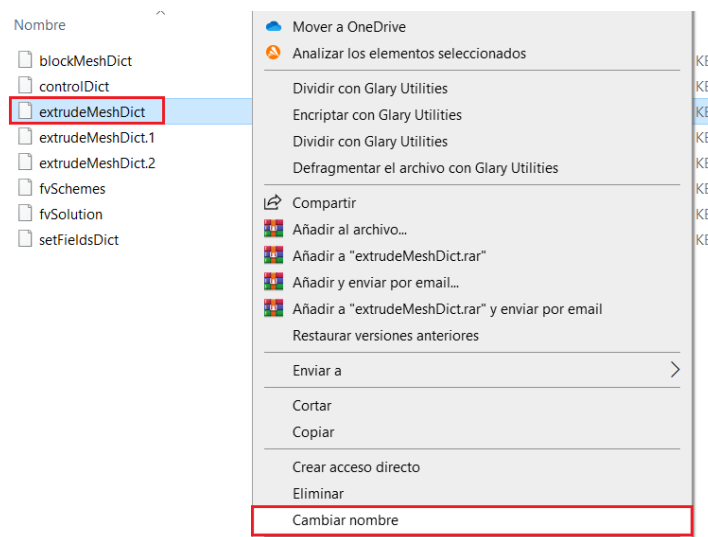 Nombre
blockMeshDict
controlDict
extrudeMeshDict
extrudeMeshDict.1
extrudeMeshDict.2
fvSchemes
fvSolution
setFieldsDict
Mover a OneDrive
Analizar los elementos seleccionados
Dividir con Glary Utilities
Encriptar con Glary Utilities
Dividir con Glary Utilities
Defragmentar el archivo con Glary Utilities
Compartir
Añadir al archivo...
Añadir a "extrudeMeshDict.rar"
Añadir y enviar por email...
Añadir a "extrudeMeshDict.rar" y enviar por email
Restaurar versiones anteriores
Enviar a
Cortar
Copiar
Crear acceso directo
Eliminar
Cambiar nombre